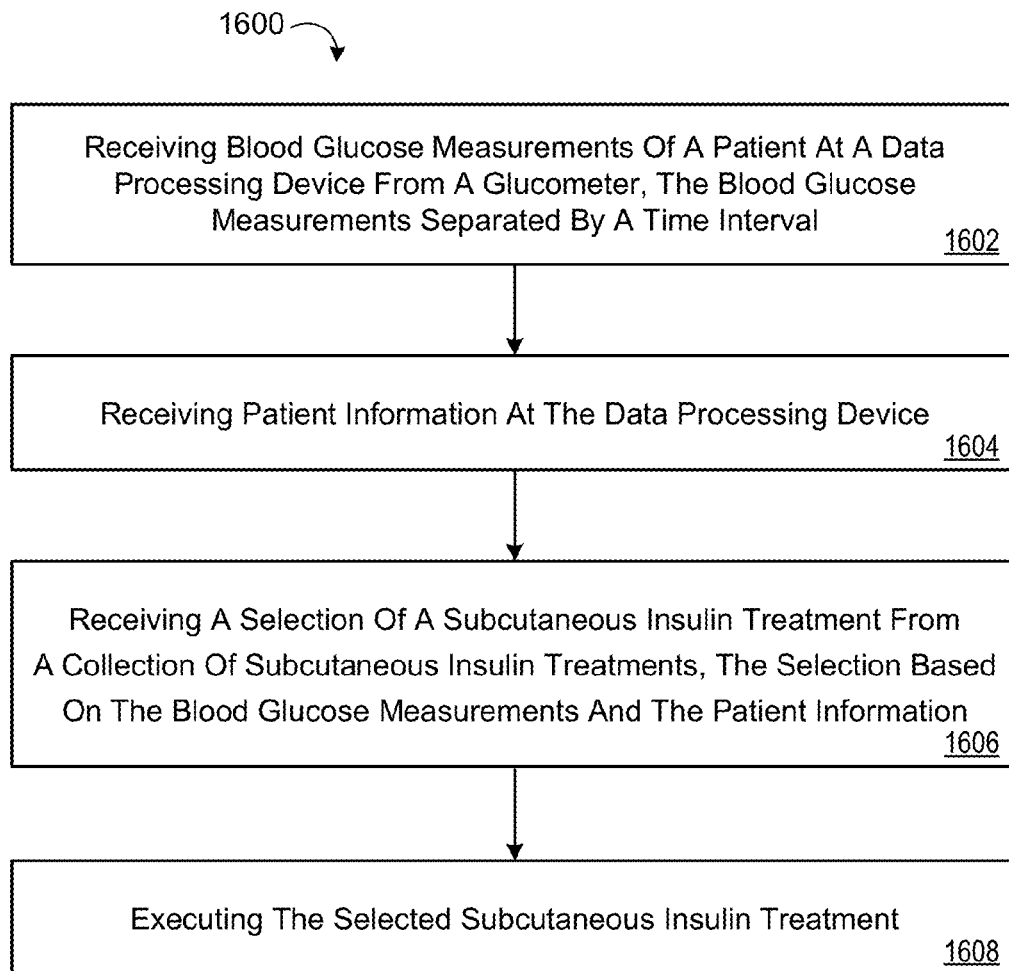 1600
Receiving Blood Glucose Measurements Of A Patient At A Data
Processing Device From A Glucometer, The Blood Glucose
Measurements Separated By A Time Interval
1602
Receiving Patient Information At The Data Processing Device
1604
Receiving A Selection Of A Subcutaneous Insulin Treatment From
A Collection Of Subcutaneous Insulin Treatments, The Selection Based
On The Blood Glucose Measurements And The Patient Information
1606
Executing The Selected Subcutaneous Insulin Treatment
1608